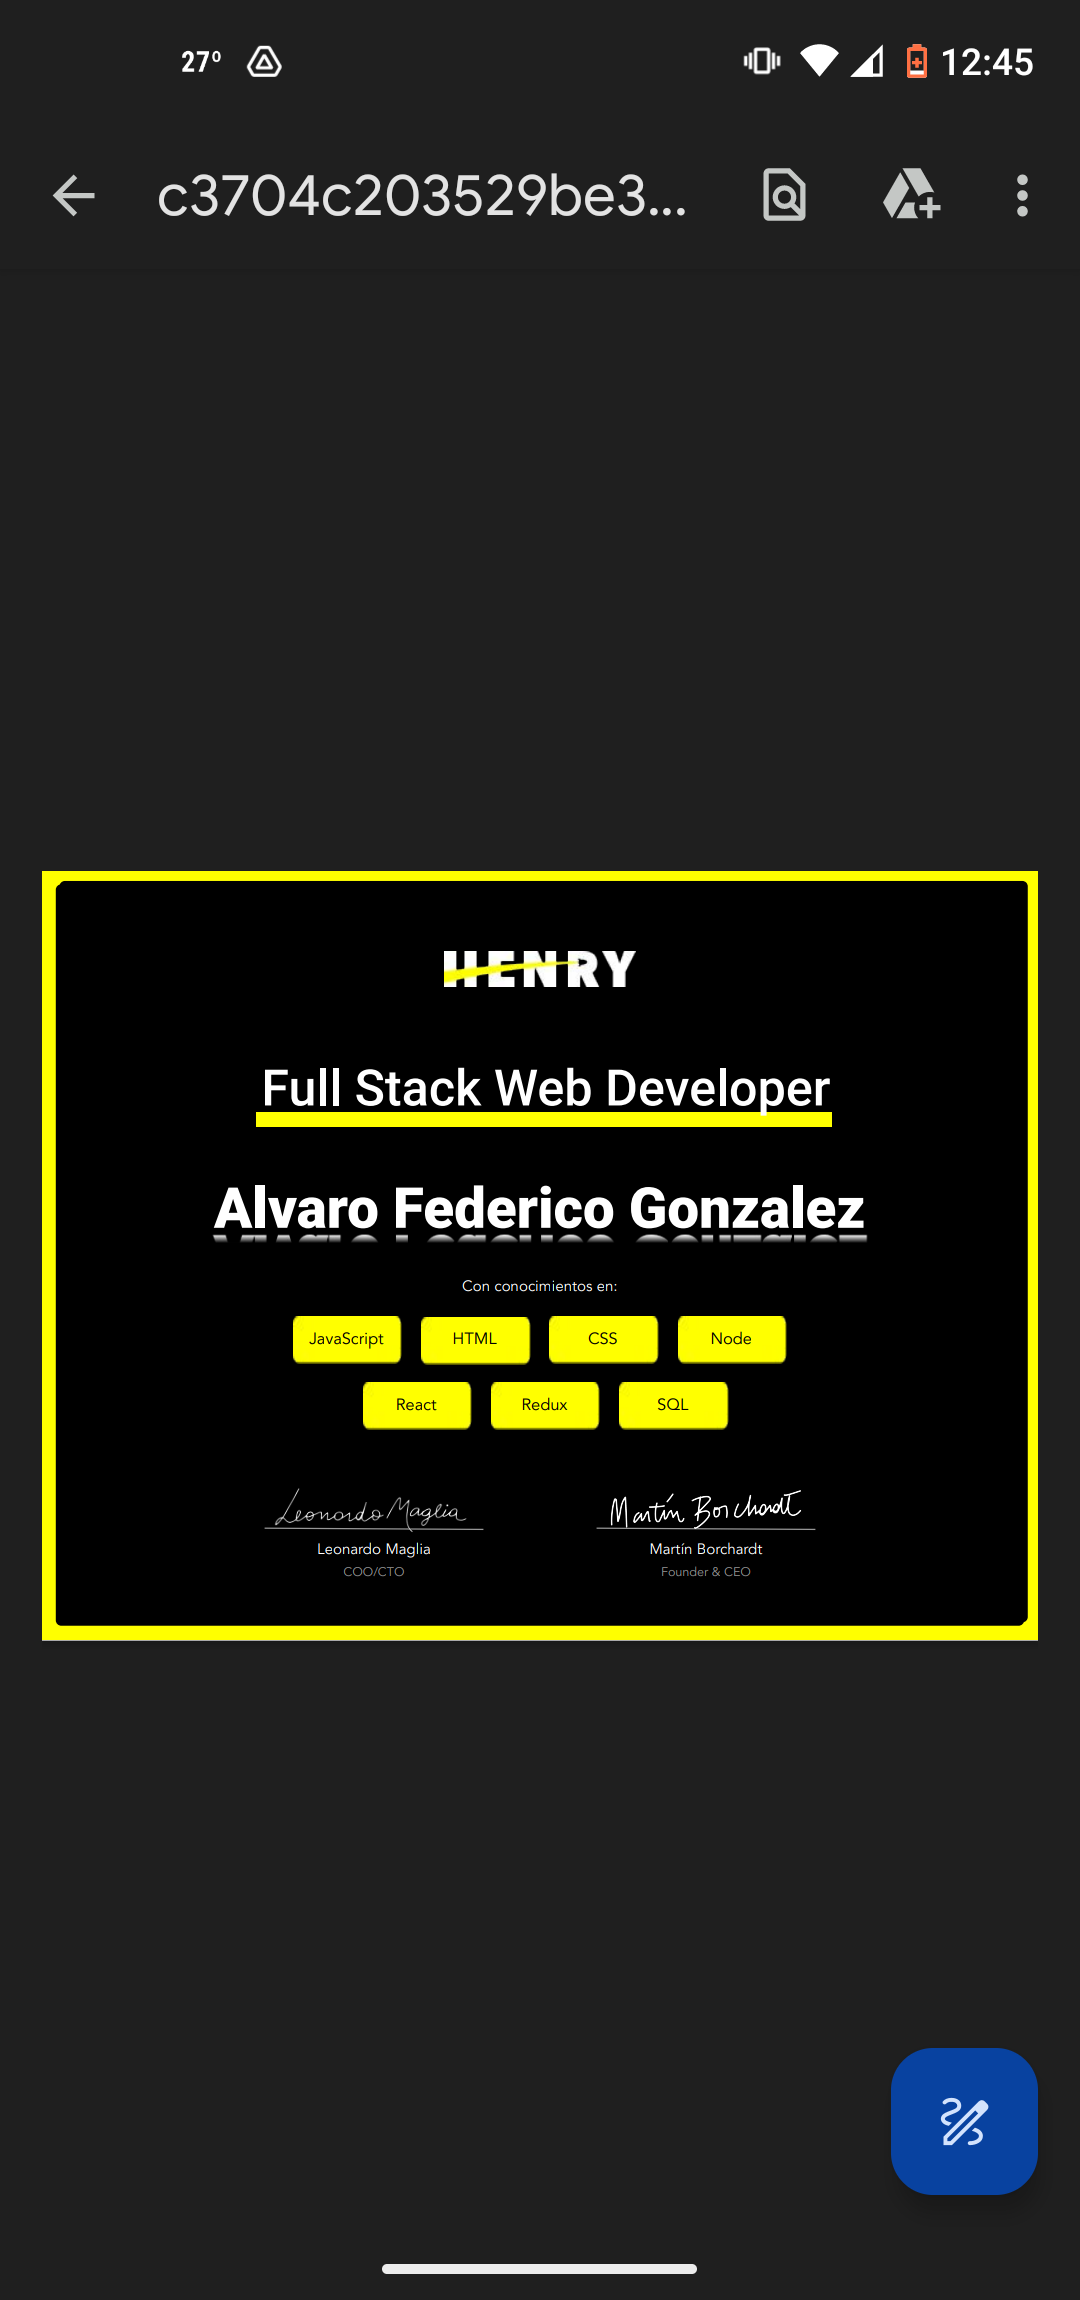 27° 12:45
c3704c203529be3...
HENRY
Full Stack Web Developer
Alvaro Federico Gonzalez
Con conocimientos en:
JavaScript HTML CSS Node
React Redux SQL
Leonardo Maglia Martín Borchardt
Leonardo Maglia Martín Borchardt
COO/CTO Founder & CEO